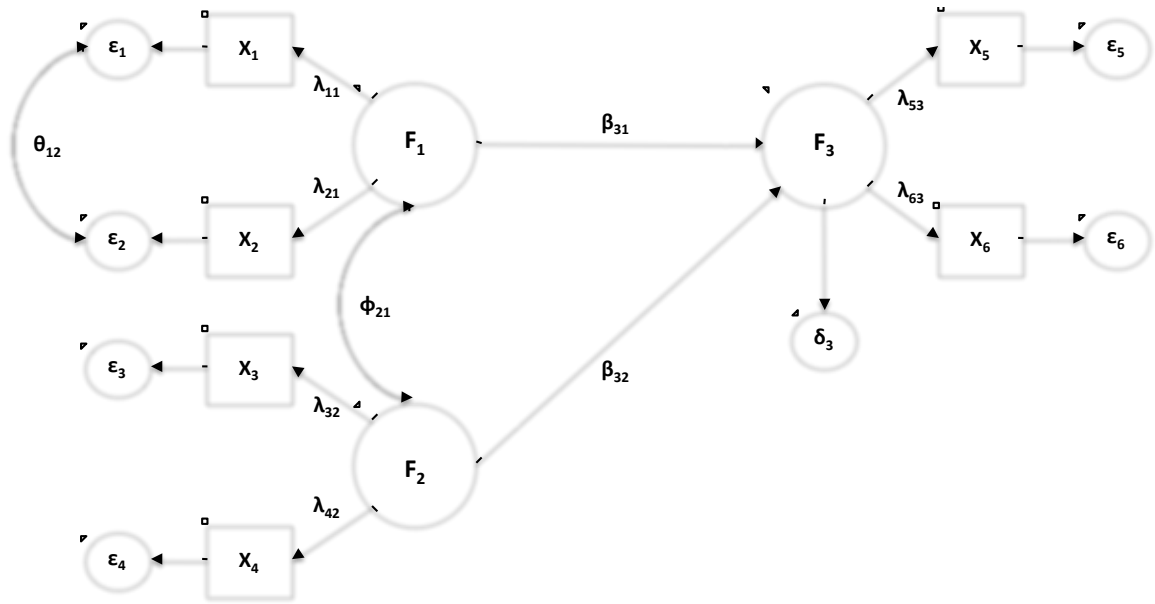 ε₁ X₁ X₅ ε₅
λ₁₁ λ₅₃
θ₁₂ F₁ β₃₁ F₃
λ₂₁ λ₆₃
ε₂ X₂ X₆ ε₆
ϕ₂₁
δ₃
ε₃ X₃ β₃₂
λ₃₂
F₂
λ₄₂
ε₄ X₄